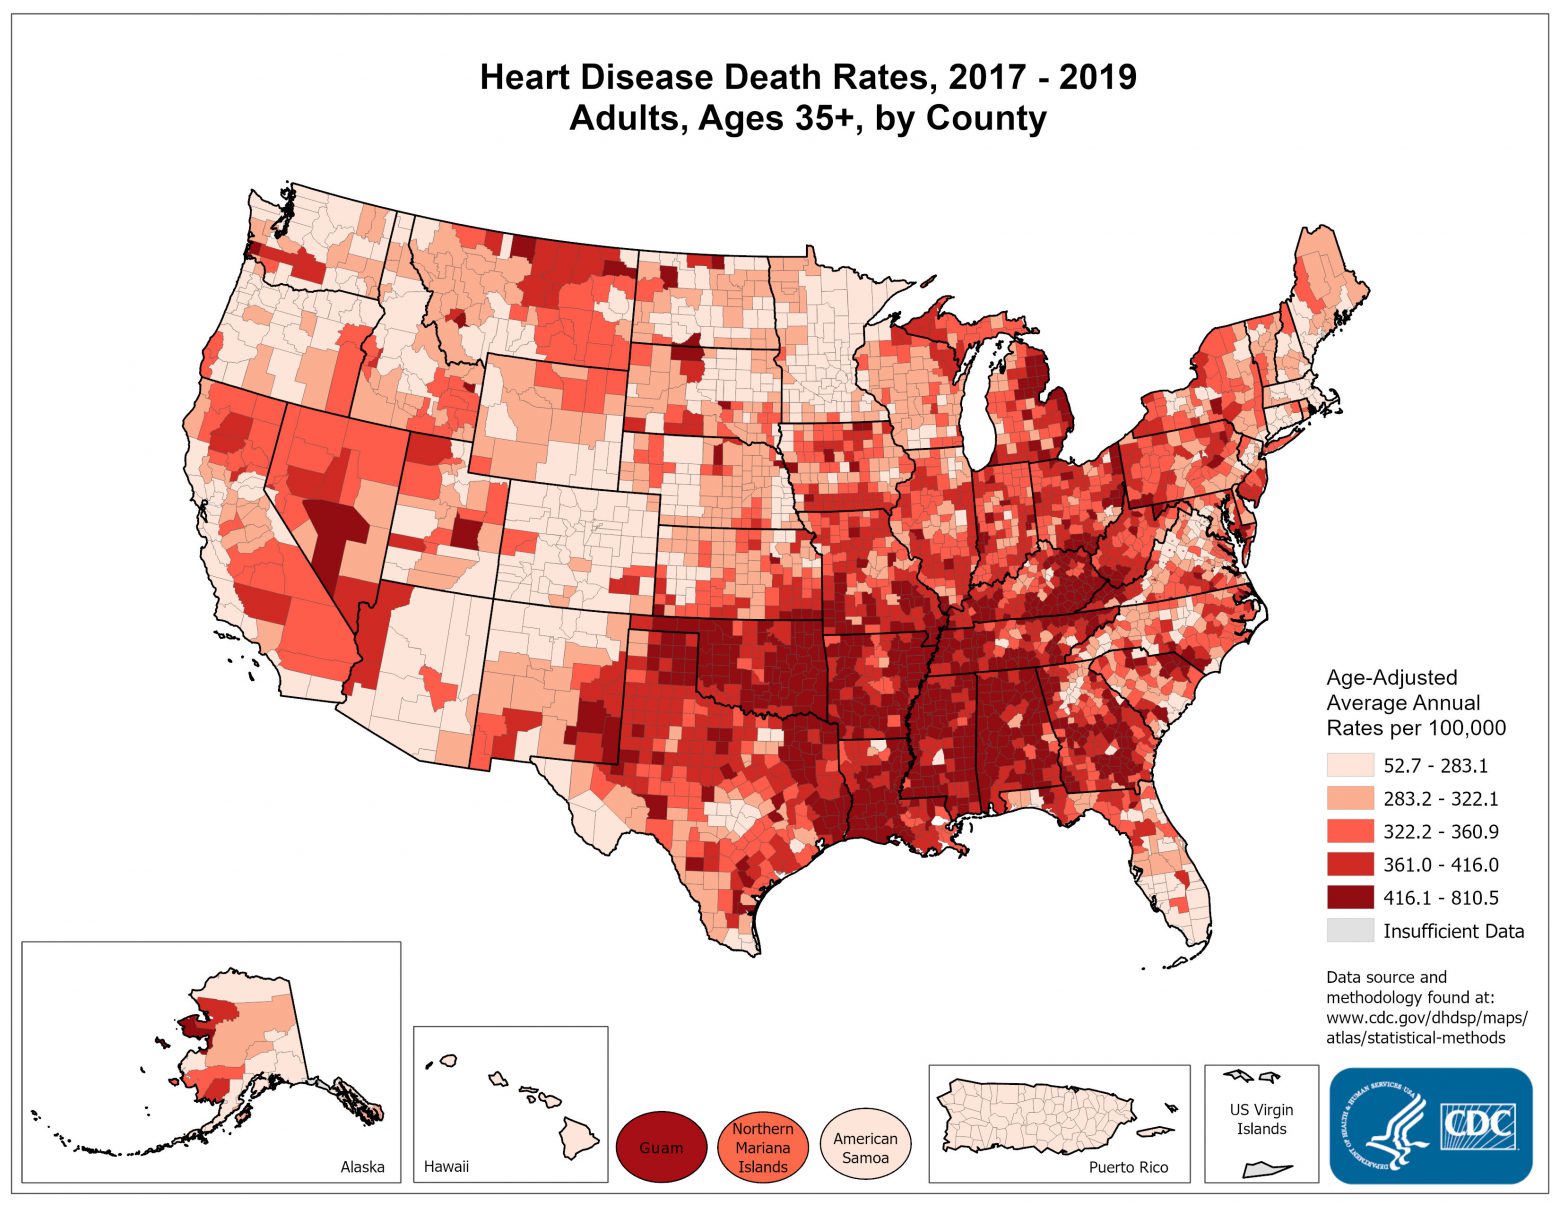 Heart Disease Death Rates, 2017 - 2019
Adults, Ages 35+, by County
Age-Adjusted
Average Annual
Rates per 100,000
52.7 - 283.1
283.2 - 322.1
322.2 - 360.9
361.0 - 416.0
416.1 - 810.5
Insufficient Data
Data source and
methodology found at:
www.cdc.gov/dhdsp/maps/
atlas/statistical-methods
Alaska
Hawaii
Guam
Northern
Mariana
Islands
American
Samoa
Puerto Rico
US Virgin
Islands
DEPARTMENT OF HEALTH & HUMAN SERVICES · USA
CDC